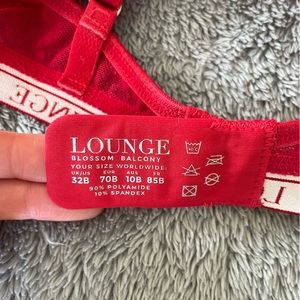 LOUNGE
BLOSSOM BALCONY
YOUR SIZE WORLDWIDE:
UK/US EUR AUS FR
32B 70B 10B 85B
90% POLYAMIDE
10% SPANDEX
NGE